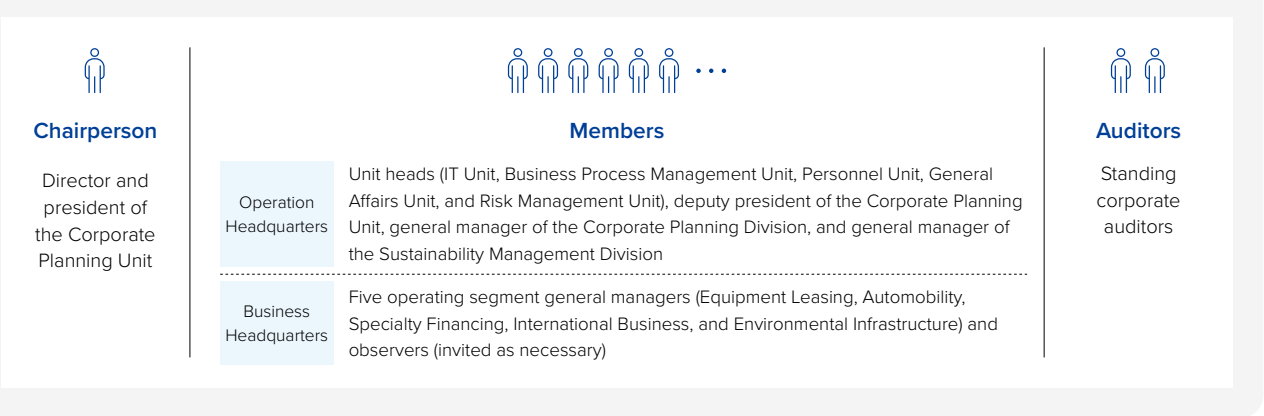 Chairperson
Director and
president of
the Corporate
Planning Unit
Members
Operation
Headquarters
Unit heads (IT Unit, Business Process Management Unit, Personnel Unit, General
Affairs Unit, and Risk Management Unit), deputy president of the Corporate Planning
Unit, general manager of the Corporate Planning Division, and general manager of
the Sustainability Management Division
Business
Headquarters
Five operating segment general managers (Equipment Leasing, Automobility,
Specialty Financing, International Business, and Environmental Infrastructure) and
observers (invited as necessary)
Auditors
Standing
corporate
auditors